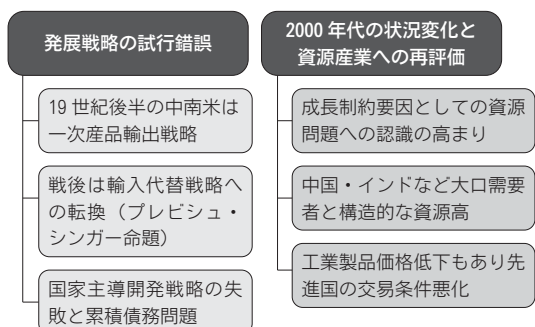 発展戦略の試行錯誤
19世紀後半の中南米は
一次産品輸出戦略
戦後は輸入代替戦略へ
の転換（プレビシュ・
シンガー命題）
国家主導開発戦略の失
敗と累積債務問題
2000年代の状況変化と
資源産業への再評価
成長制約要因としての資源
問題への認識の高まり
中国・インドなど大口需要
者と構造的な資源高
工業製品価格低下もあり先
進国の交易条件悪化